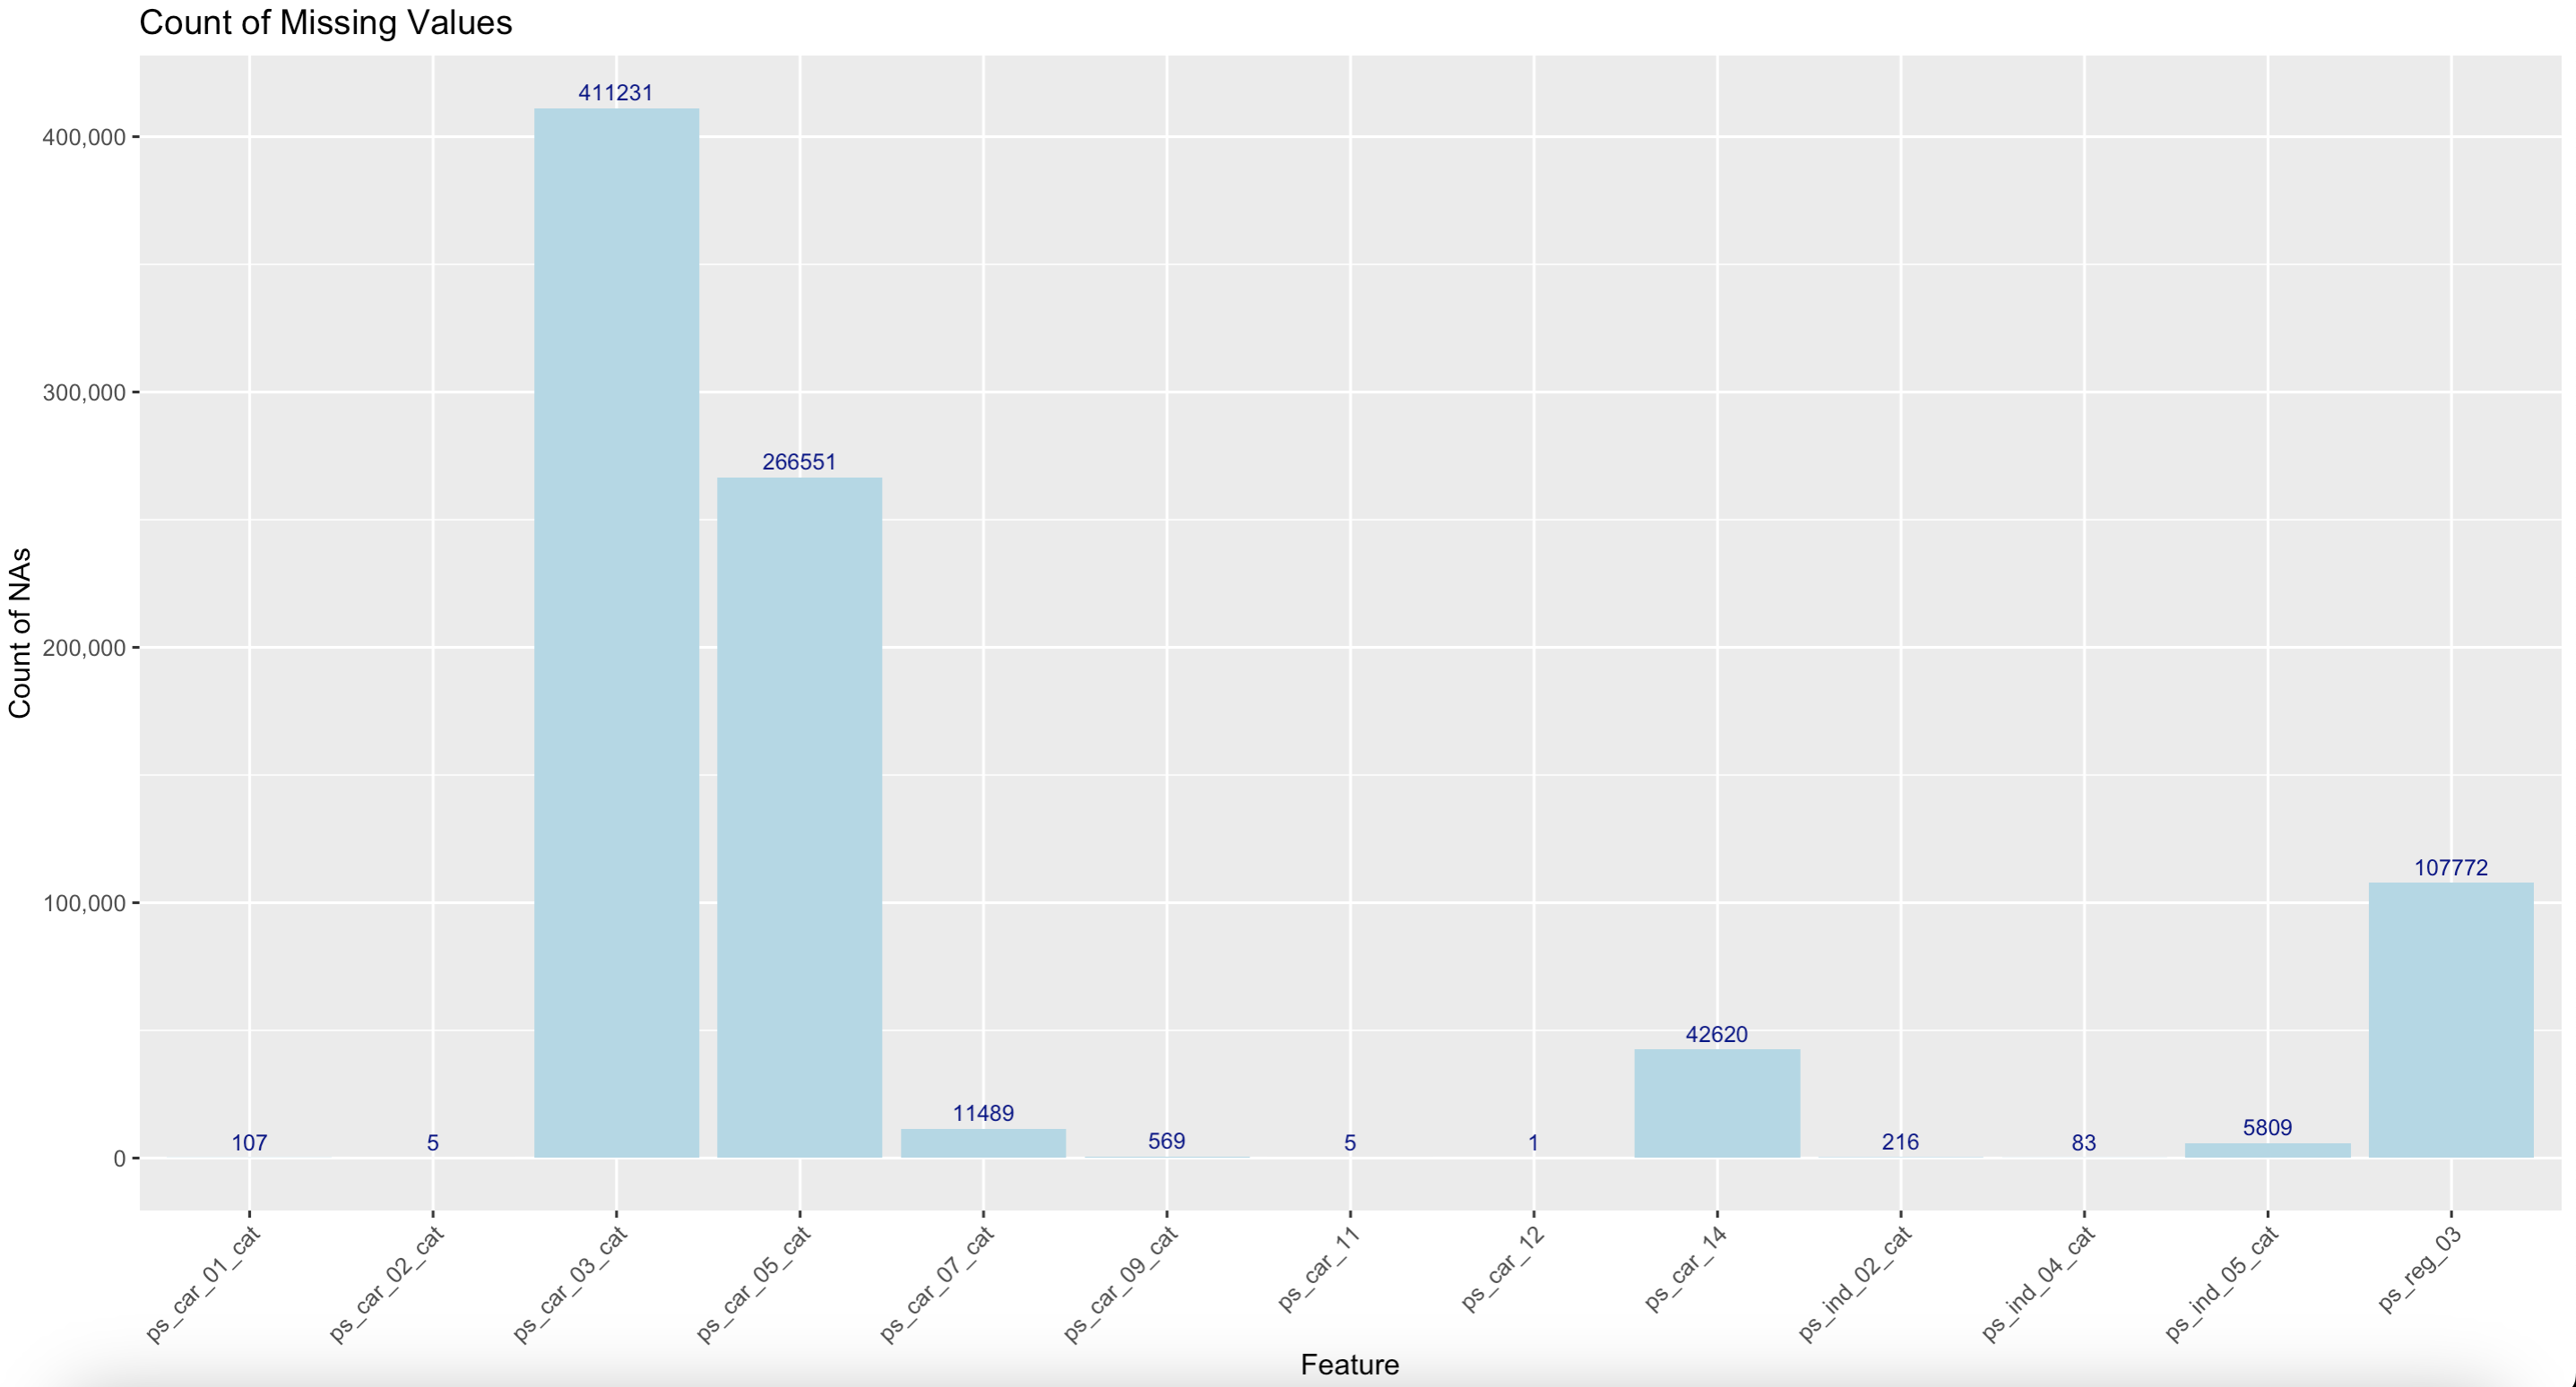 Count of Missing Values
Count of NAs
400,000
300,000
200,000
100,000
0
107
5
411231
266551
11489
569
5
1
42620
216
83
5809
107772
ps_car_01_cat
ps_car_02_cat
ps_car_03_cat
ps_car_05_cat
ps_car_07_cat
ps_car_09_cat
ps_car_11
ps_car_12
ps_car_14
ps_ind_02_cat
ps_ind_04_cat
ps_ind_05_cat
ps_reg_03
Feature